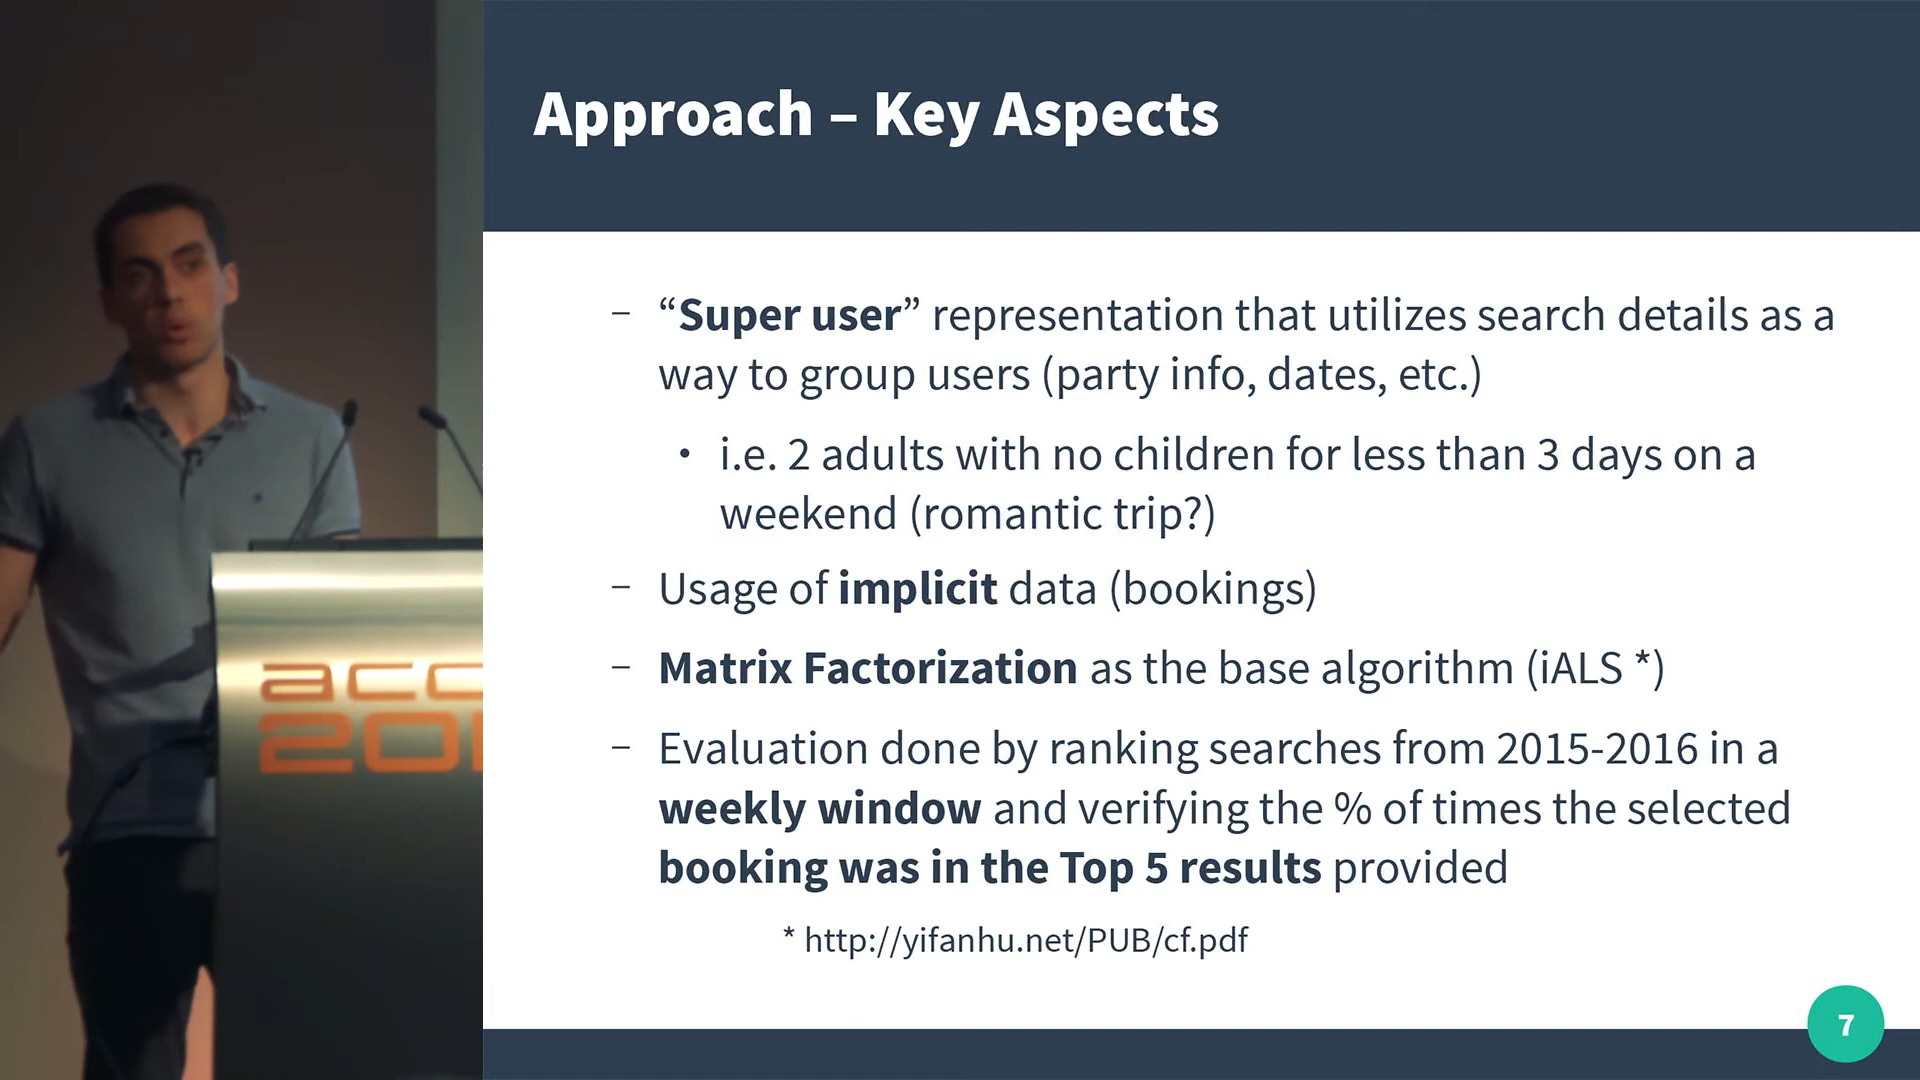 Approach – Key Aspects
– “Super user” representation that utilizes search details as a
way to group users (party info, dates, etc.)
• i.e. 2 adults with no children for less than 3 days on a
weekend (romantic trip?)
– Usage of implicit data (bookings)
– Matrix Factorization as the base algorithm (iALS *)
– Evaluation done by ranking searches from 2015-2016 in a
weekly window and verifying the % of times the selected
booking was in the Top 5 results provided
* http://yifanhu.net/PUB/cf.pdf
7